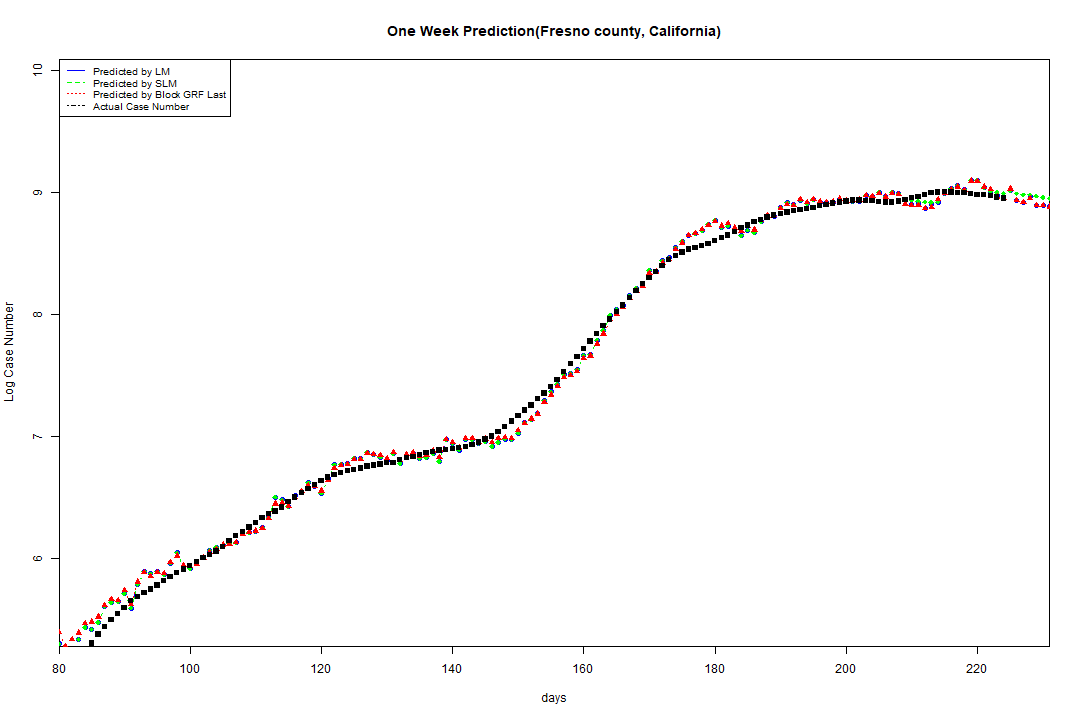 One Week Prediction(Fresno county, California)
Predicted by LM
Predicted by SLM
Predicted by Block GRF Last
Actual Case Number
10
9
8
7
6
Log Case Number
80 100 120 140 160 180 200 220
days